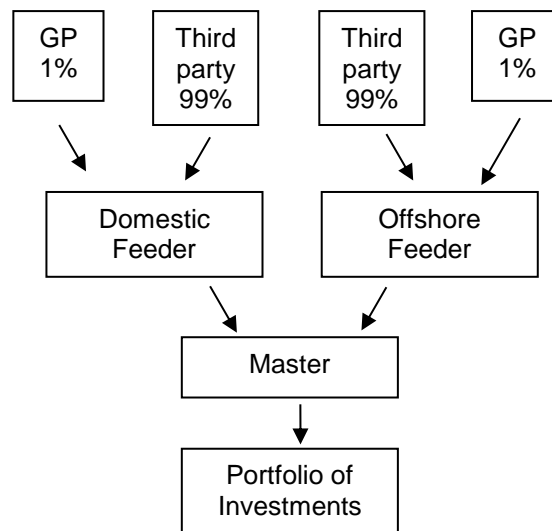 GP
1%
Third
party
99%
Third
party
99%
GP
1%
Domestic
Feeder
Offshore
Feeder
Master
Portfolio of
Investments